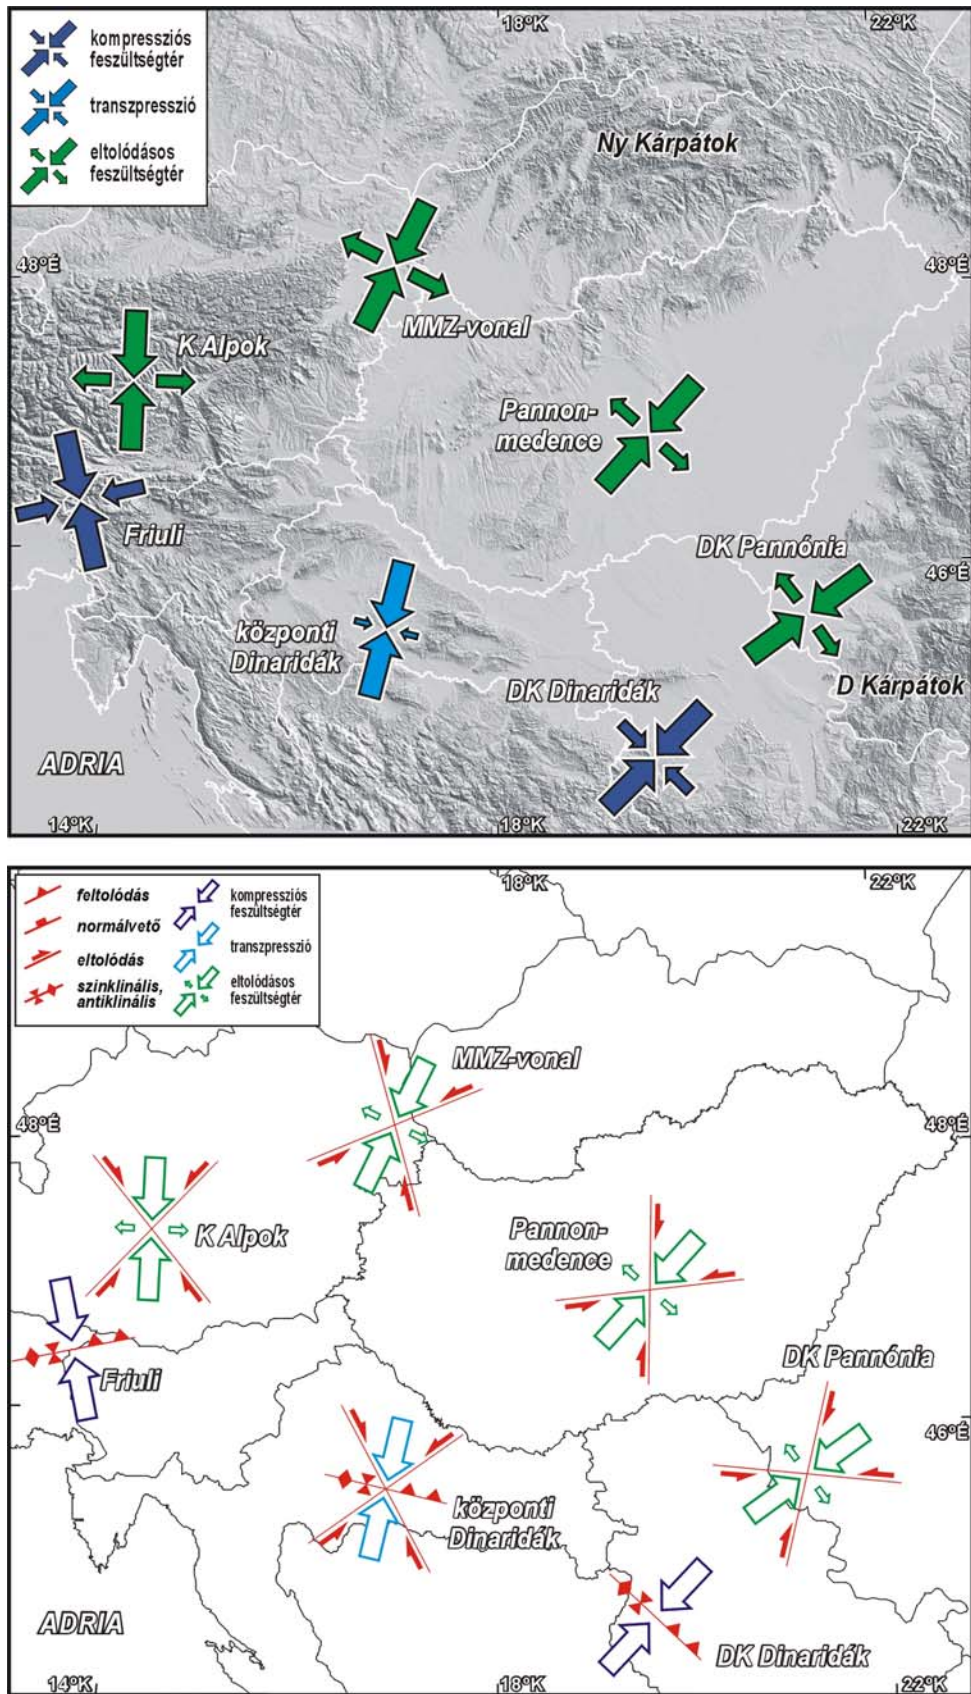 kompressziós
feszültségtér
transzpresszió
eltolódásos
feszültségtér
18°K
22°K
Ny Kárpátok
48°É
48°É
MMZ-vonal
K Alpok
Pannon-
medence
Friuli
DK Pannónia
46°É
központi
Dinaridák
DK Dinaridák
D Kárpátok
ADRIA
14°K
18°K
22°K
feltolódás
normálvető
eltolódás
szinklinális,
antiklinális
kompressziós
feszültségtér
transzpresszió
eltolódásos
feszültségtér
18°K
22°K
MMZ-vonal
48°É
48°É
K Alpok
Pannon-
medence
Friuli
DK Pannónia
46°É
központi
Dinaridák
ADRIA
DK Dinaridák
14°K
18°K
22°K